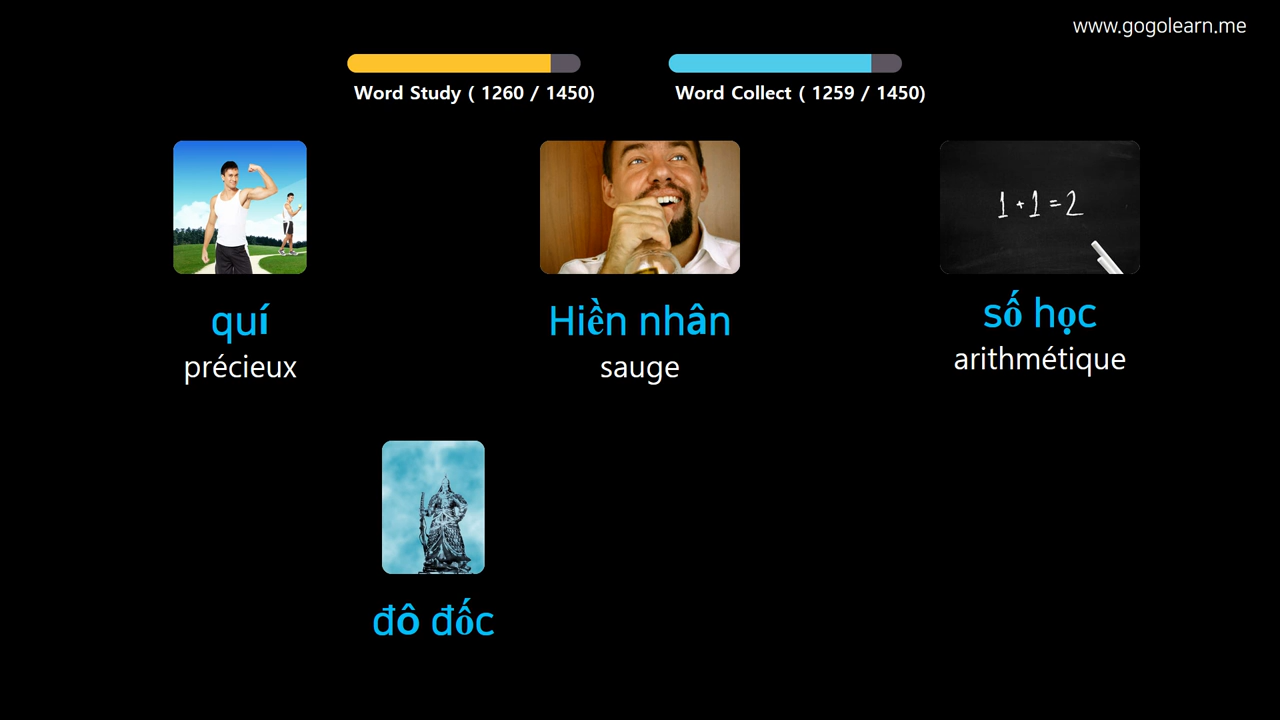 www.gogolearn.me
Word Study ( 1260 / 1450)
Word Collect ( 1259 / 1450)
1+1=2
quí
précieux
Hiền nhân
sauge
số học
arithmétique
đô đốc